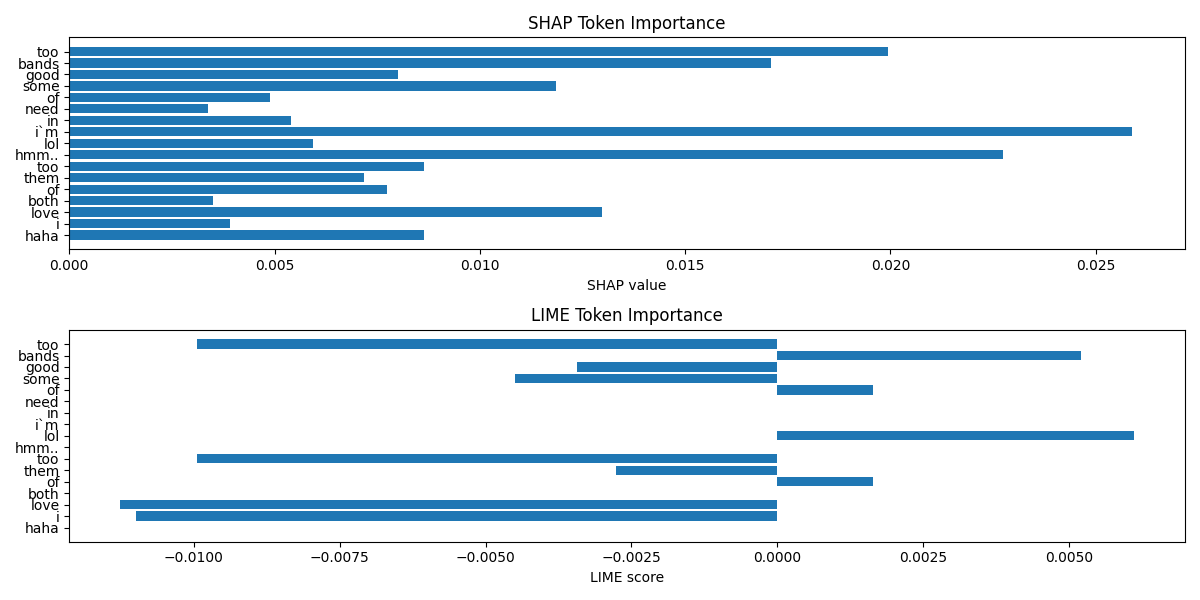 SHAP Token Importance
too
bands
good
some
of
need
in
i`m
lol
hmm..
too
them
of
both
love
i
haha
0.000 0.005 0.010 0.015 0.020 0.025
SHAP value
LIME Token Importance
too
bands
good
some
of
need
in
i`m
lol
hmm..
too
them
of
both
love
i
haha
−0.0100 −0.0075 −0.0050 −0.0025 0.0000 0.0025 0.0050
LIME score